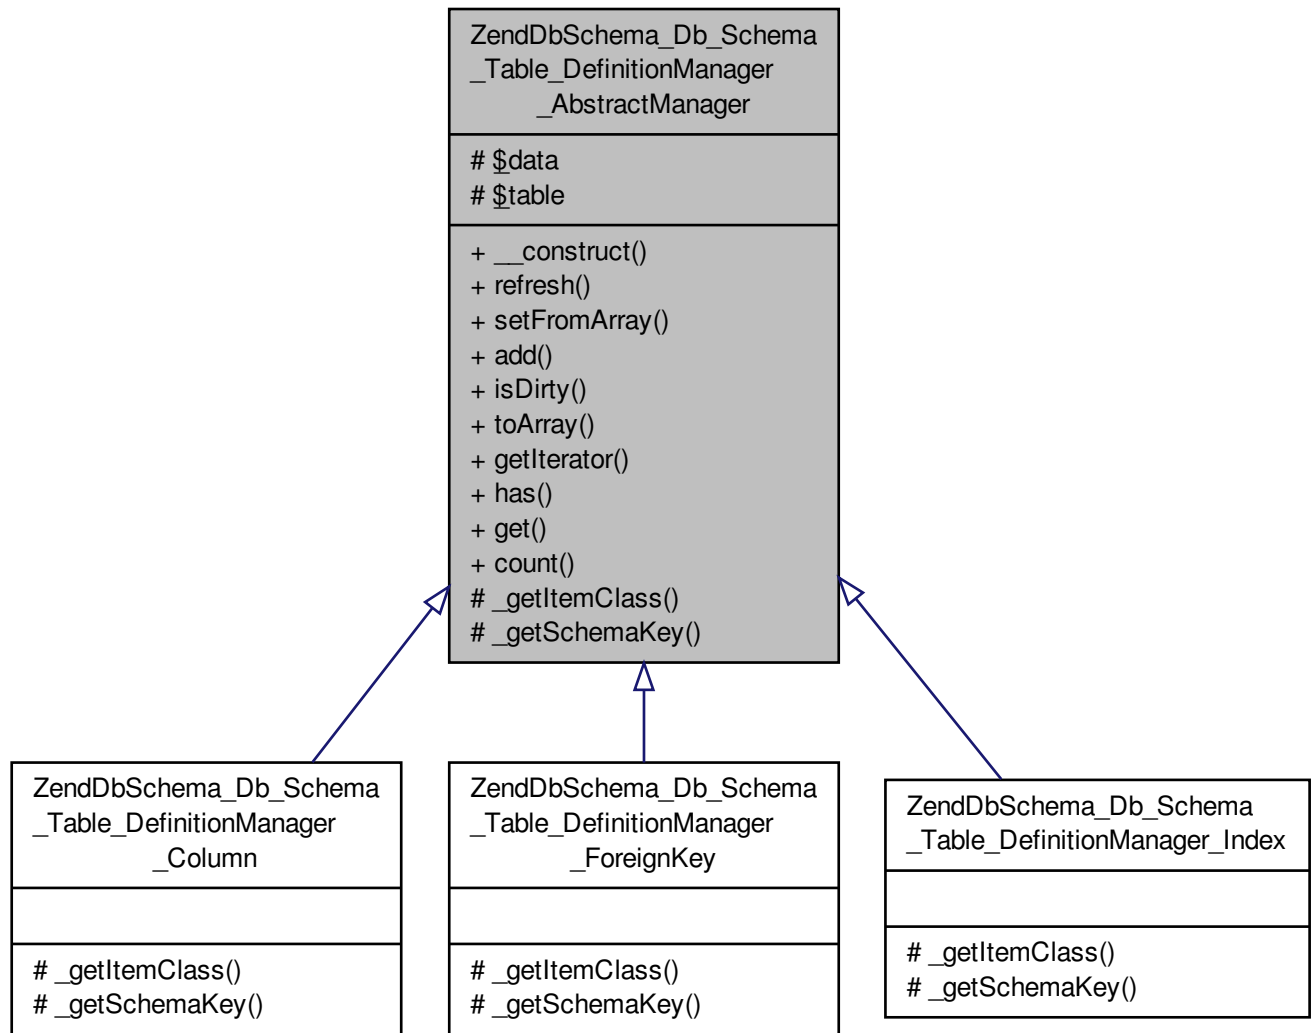 ZendDbSchema_Db_Schema
_Table_DefinitionManager
_AbstractManager
# $data
# $table
+ __construct()
+ refresh()
+ setFromArray()
+ add()
+ isDirty()
+ toArray()
+ getIterator()
+ has()
+ get()
+ count()
# _getItemClass()
# _getSchemaKey()
ZendDbSchema_Db_Schema
_Table_DefinitionManager
_Column
# _getItemClass()
# _getSchemaKey()
ZendDbSchema_Db_Schema
_Table_DefinitionManager
_ForeignKey
# _getItemClass()
# _getSchemaKey()
ZendDbSchema_Db_Schema
_Table_DefinitionManager_Index
# _getItemClass()
# _getSchemaKey()